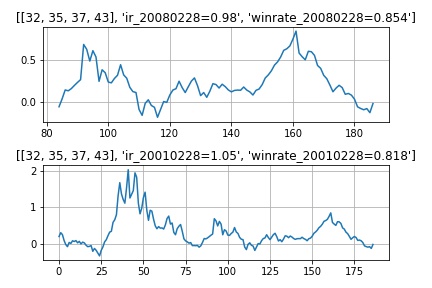 [[32, 35, 37, 43], 'ir_20080228=0.98', 'winrate_20080228=0.854']
0.5
0.0
80 100 120 140 160 180
[[32, 35, 37, 43], 'ir_20010228=1.05', 'winrate_20010228=0.818']
2
1
0
0 25 50 75 100 125 150 175